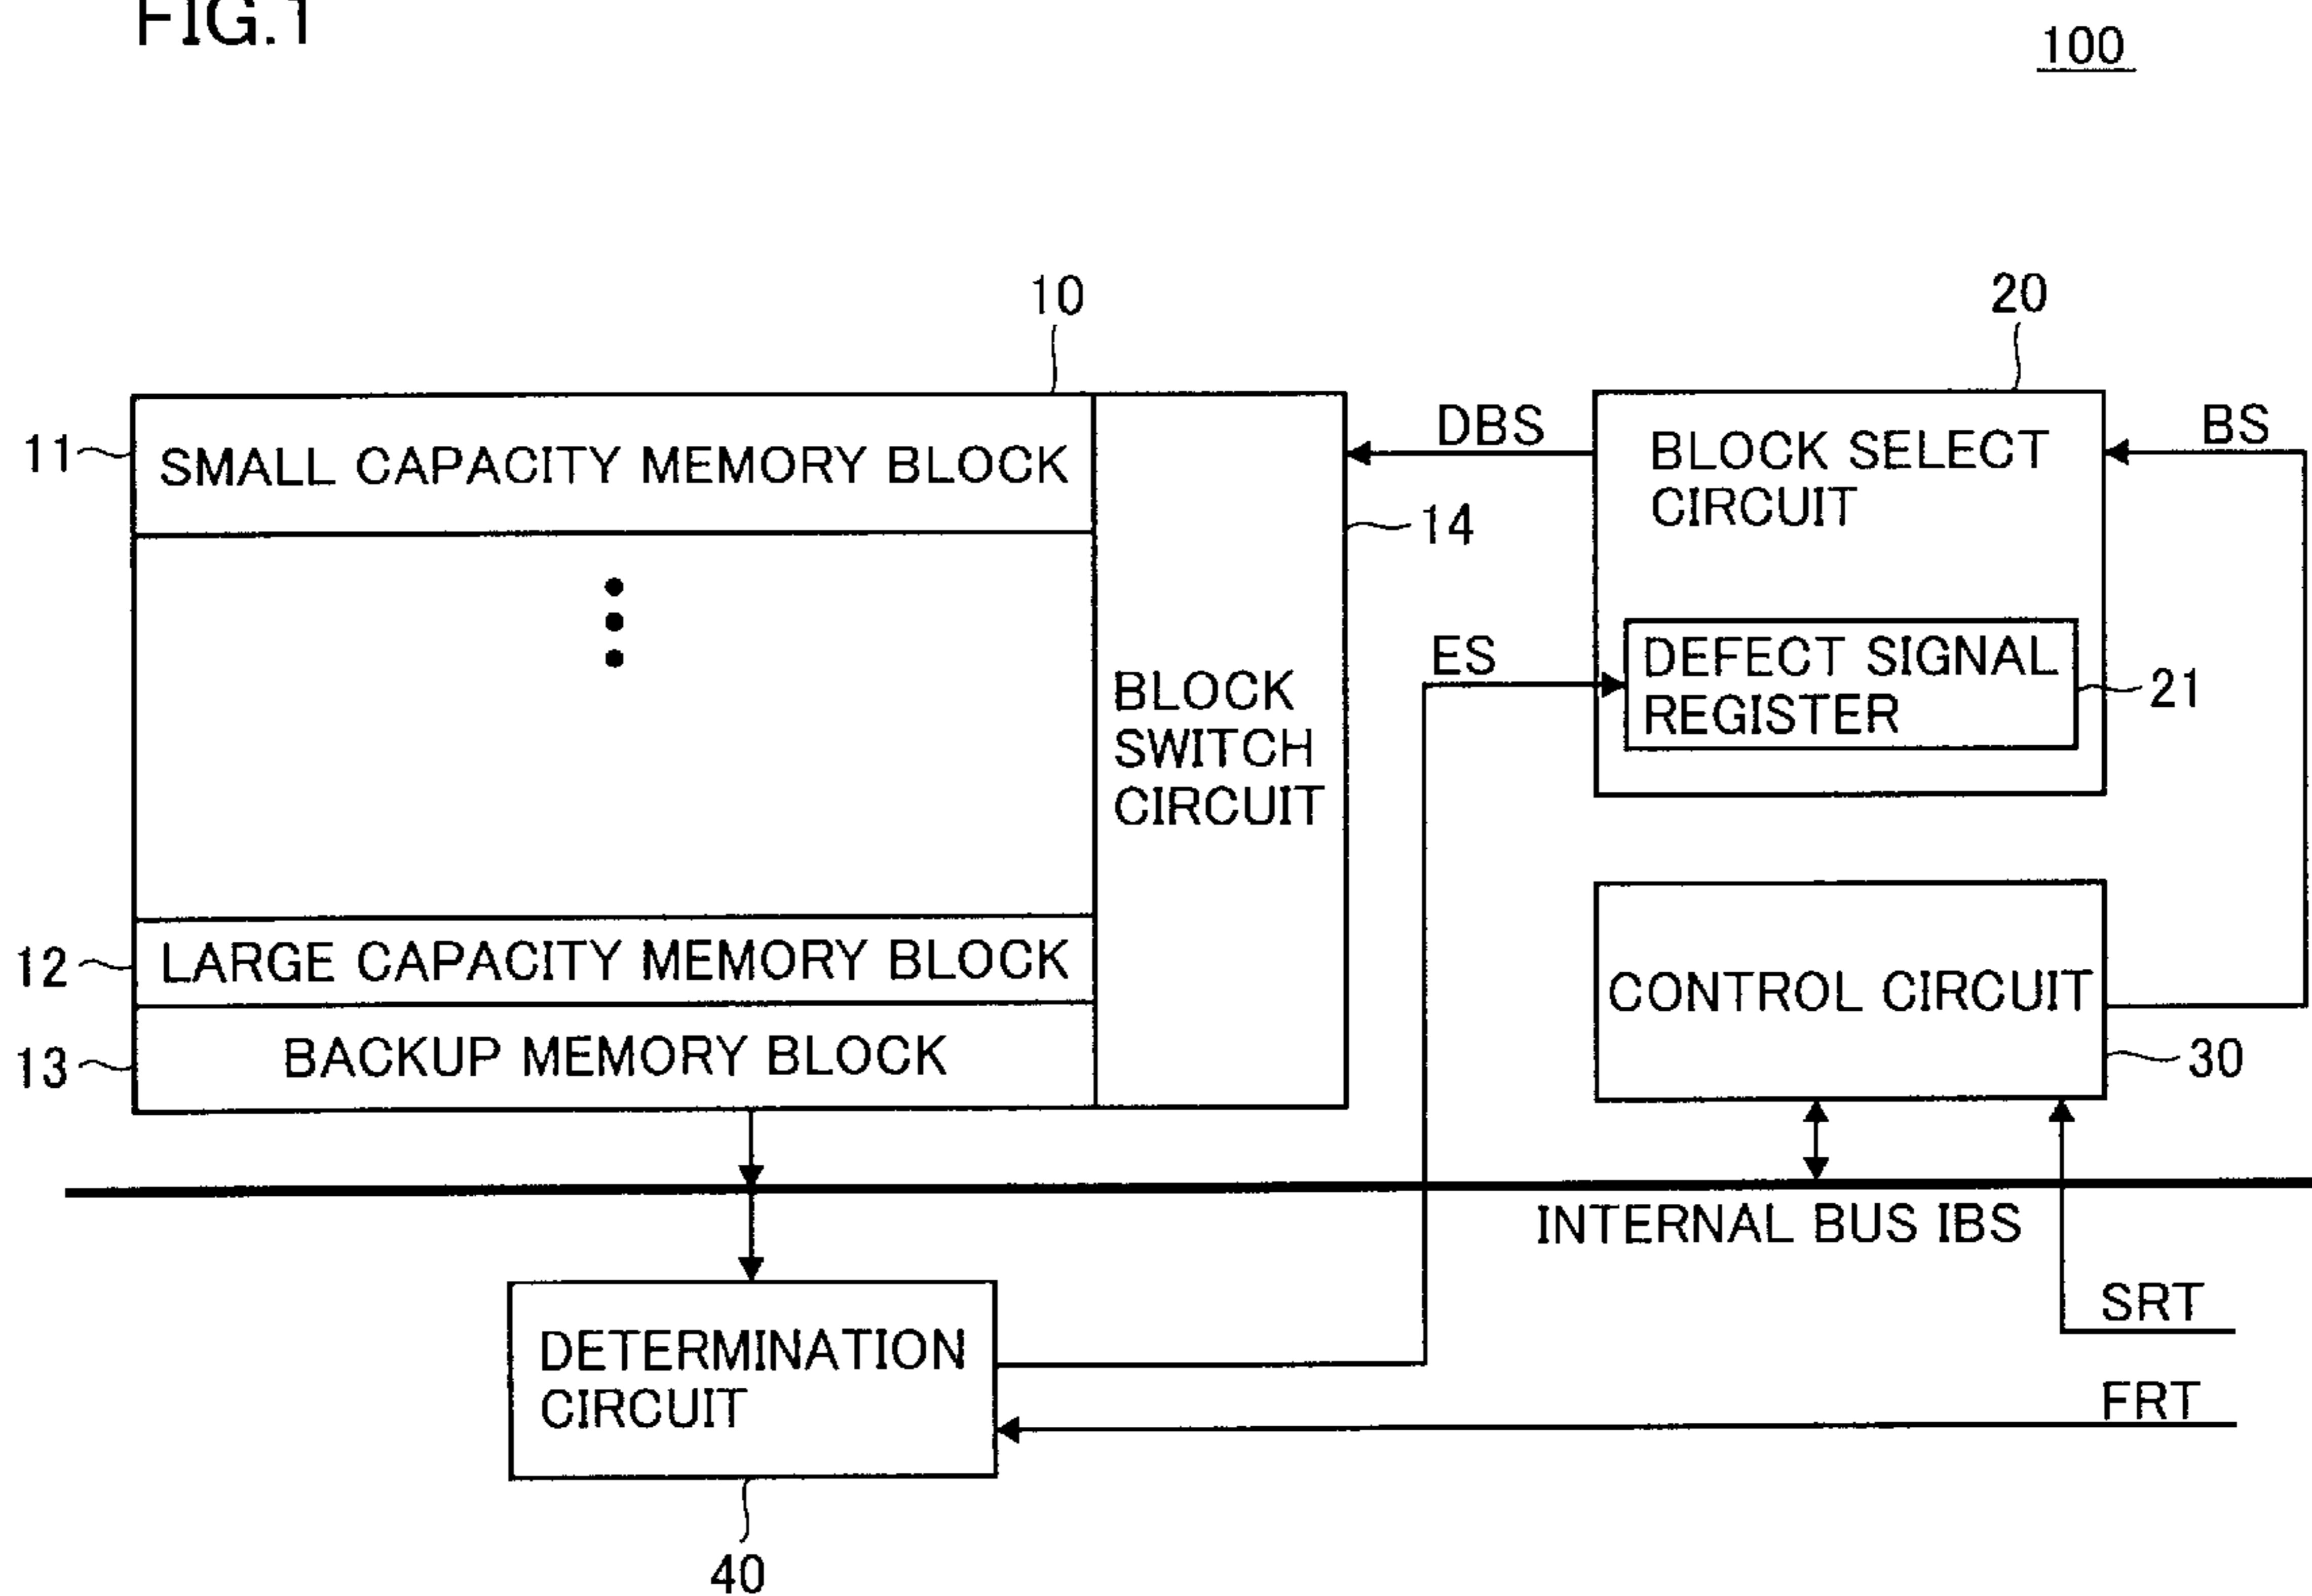 FIG.1
100
10
20
11
SMALL CAPACITY MEMORY BLOCK
DBS
BLOCK SELECT
CIRCUIT
BS
14
ES
DEFECT SIGNAL
REGISTER
21
BLOCK
SWITCH
CIRCUIT
12
LARGE CAPACITY MEMORY BLOCK
CONTROL CIRCUIT
13
BACKUP MEMORY BLOCK
30
INTERNAL BUS IBS
SRT
DETERMINATION
CIRCUIT
FRT
40